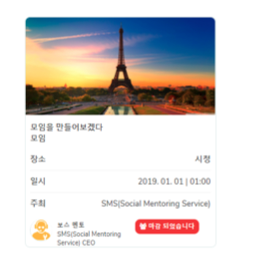 모임을 만들어보겠다
모임
장소 시청
일시 2019. 01. 01 | 01:00
주최 SMS(Social Mentoring Service)
보스 멘토
SMS(Social Mentoring
Service) CEO
마감 되었습니다